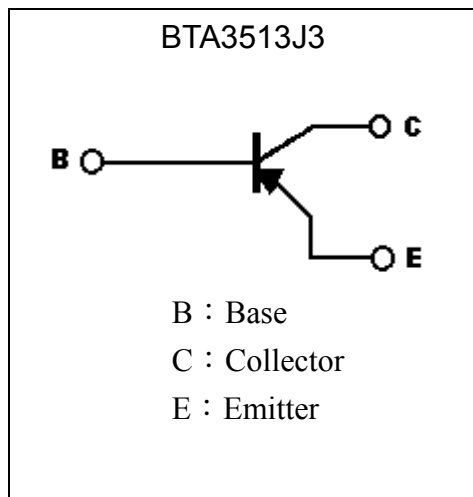 BTA3513J3
C
B
E
B：Base
C：Collector
E：Emitter